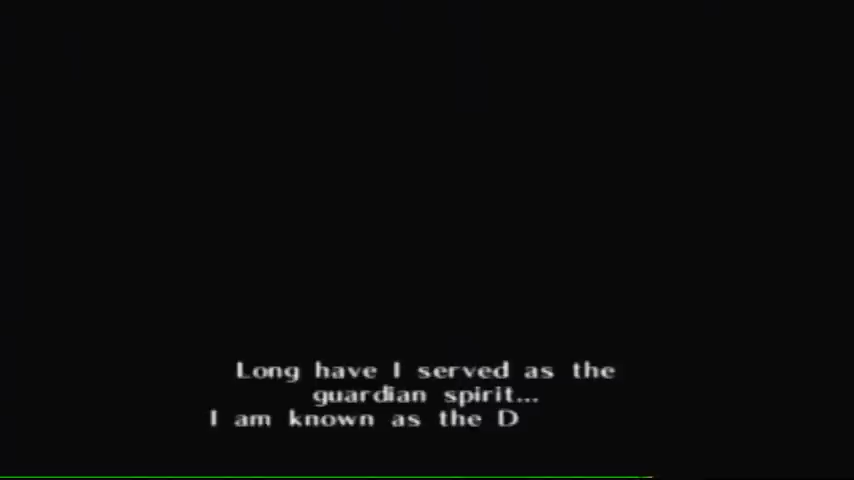 Long have I served as the
guardian spirit...
I am known as the D